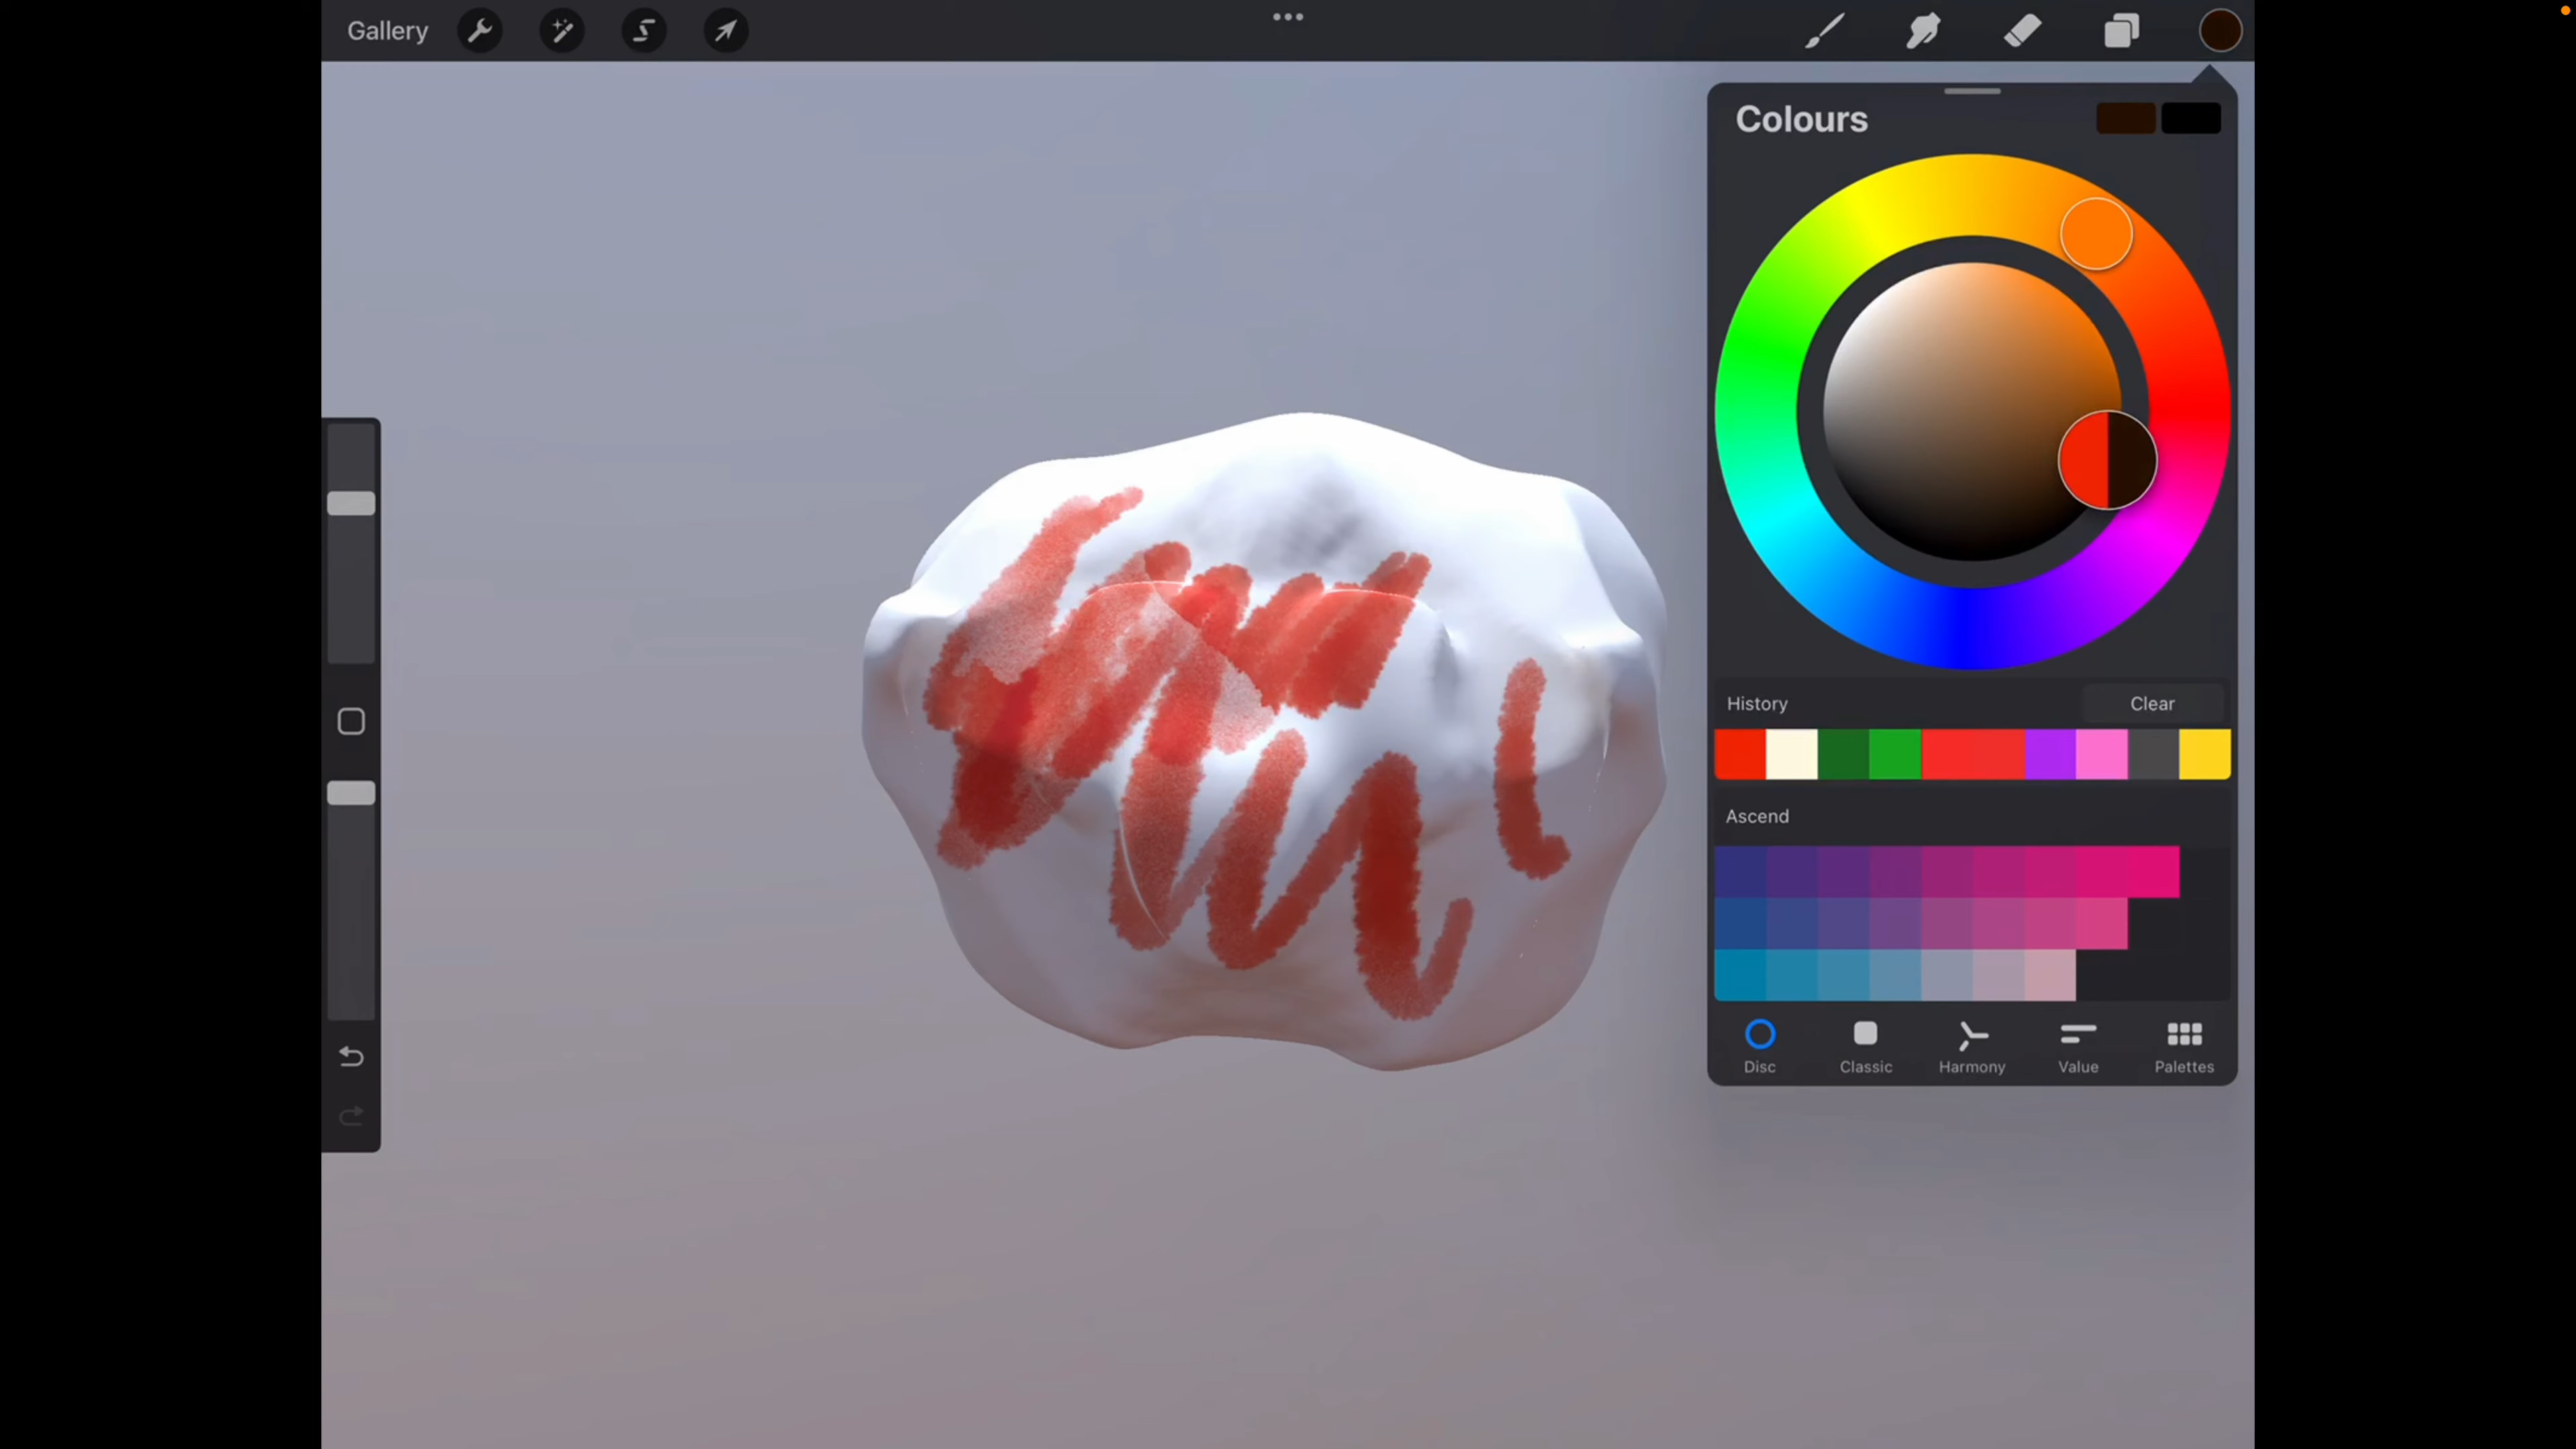 Gallery
Colours
History
Clear
Ascend
Disc
Classic
Harmony
Value
Palettes